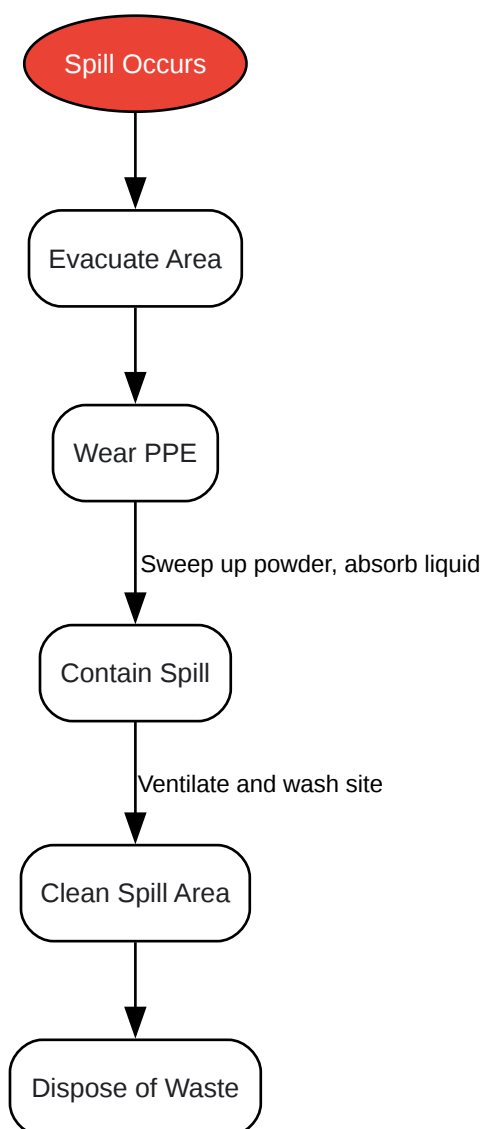 Spill Occurs
Evacuate Area
Wear PPE
Sweep up powder, absorb liquid
Contain Spill
Ventilate and wash site
Clean Spill Area
Dispose of Waste